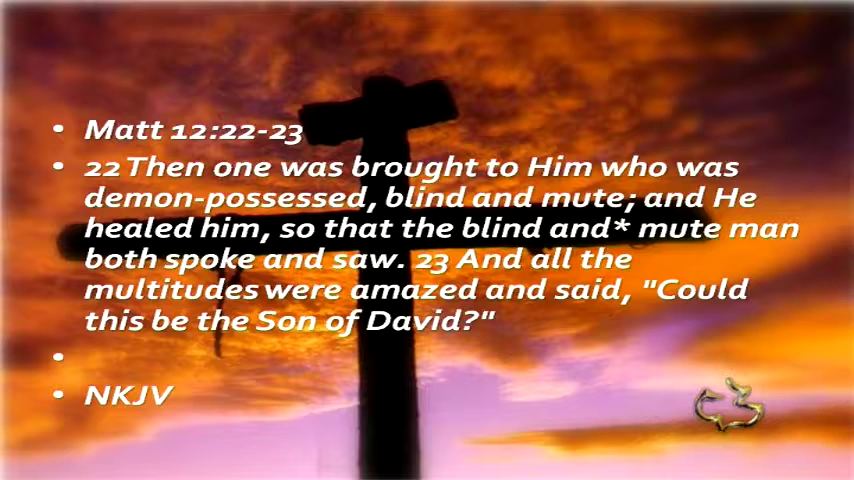 • Matt 12:22-23
• 22 Then one was brought to Him who was
demon-possessed, blind and mute; and He
healed him, so that the blind and* mute man
both spoke and saw. 23 And all the
multitudes were amazed and said, "Could
this be the Son of David?"
•
• NKJV